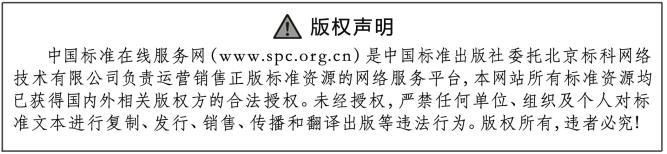 版权声明
中国标准在线服务网(www.spc.org.cn)是中国标准出版社委托北京标科网络
技术有限公司负责运营销售正版标准资源的网络服务平台,本网站所有标准资源均
已获得国内外相关版权方的合法授权。未经授权,严禁任何单位、组织及个人对标
准文本进行复制、发行、销售、传播和翻译出版等违法行为。版权所有,违者必究!